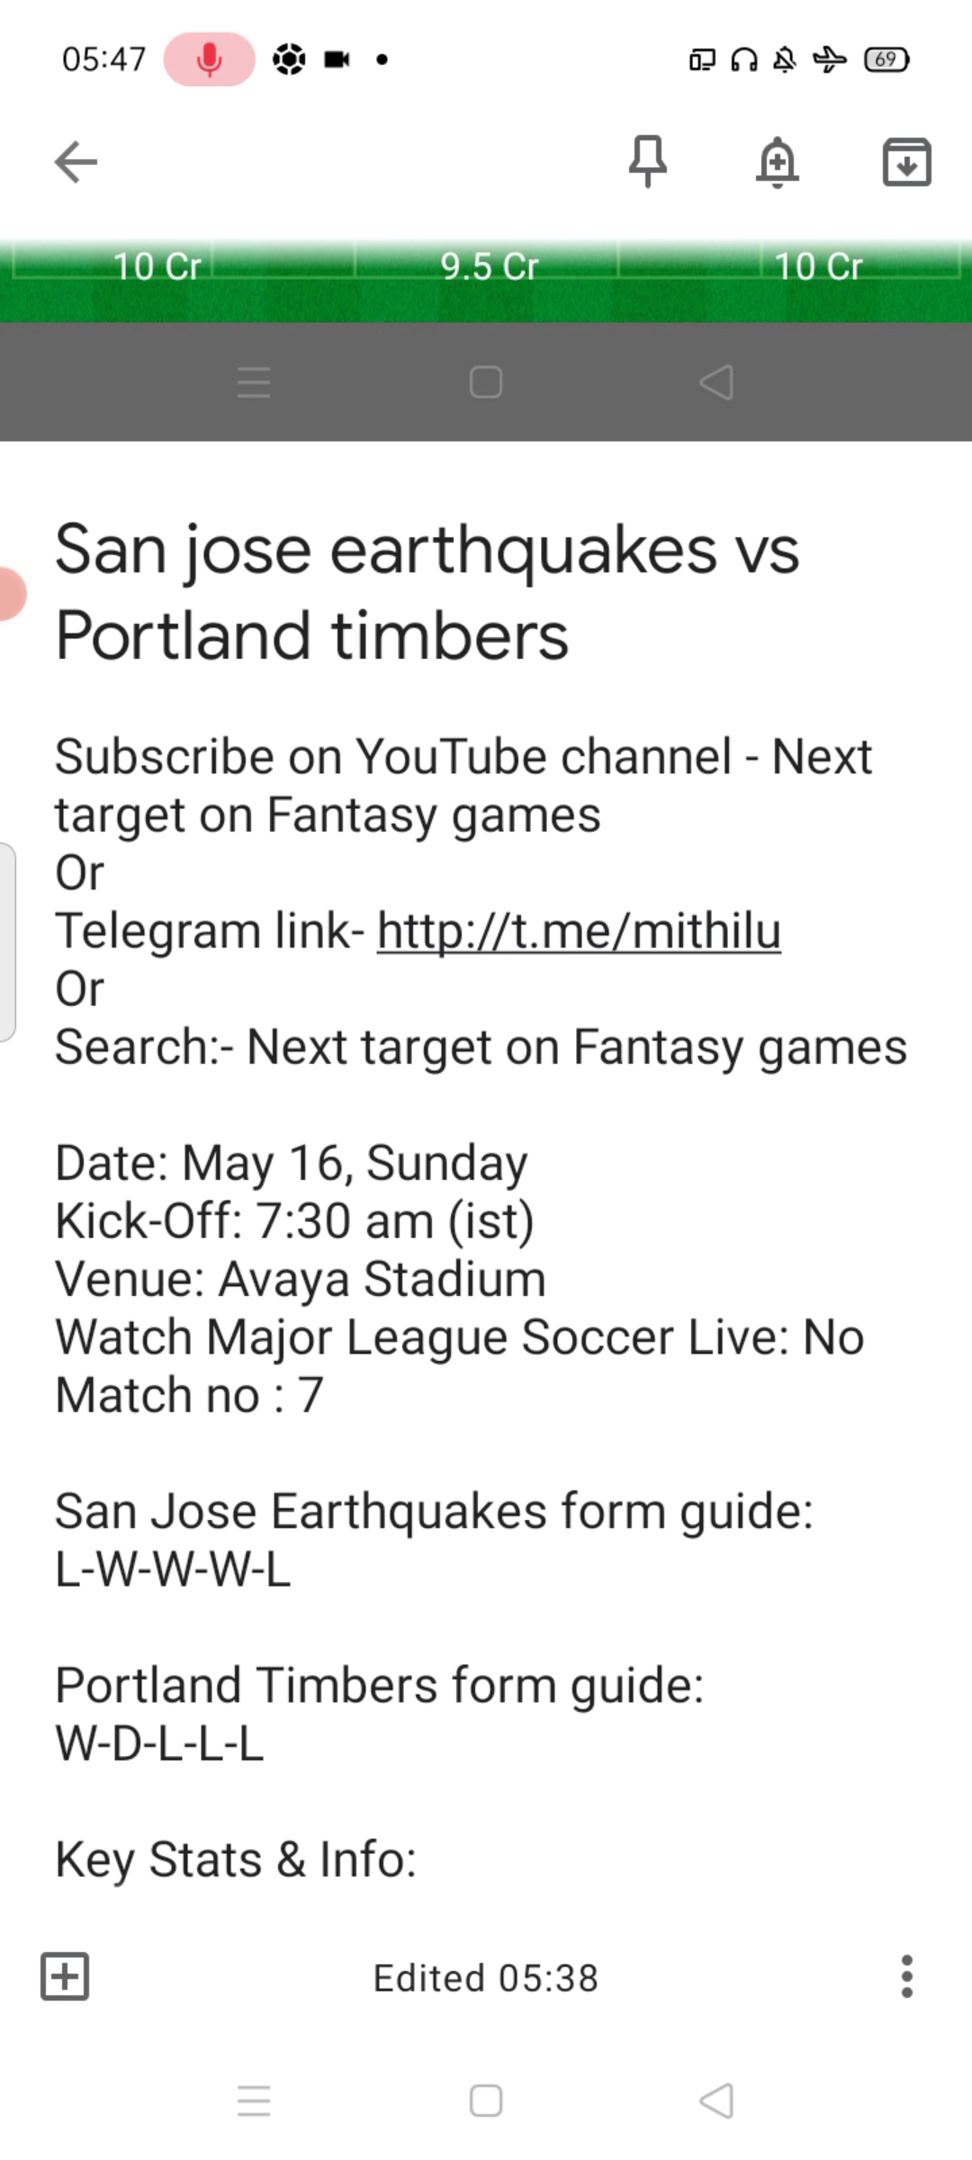 05:47
69
10 Cr 9.5 Cr 10 Cr
San jose earthquakes vs
Portland timbers
Subscribe on YouTube channel - Next
target on Fantasy games
Or
Telegram link- http://t.me/mithilu
Or
Search:- Next target on Fantasy games
Date: May 16, Sunday
Kick-Off: 7:30 am (ist)
Venue: Avaya Stadium
Watch Major League Soccer Live: No
Match no : 7
San Jose Earthquakes form guide:
L-W-W-W-L
Portland Timbers form guide:
W-D-L-L-L
Key Stats & Info:
Edited 05:38